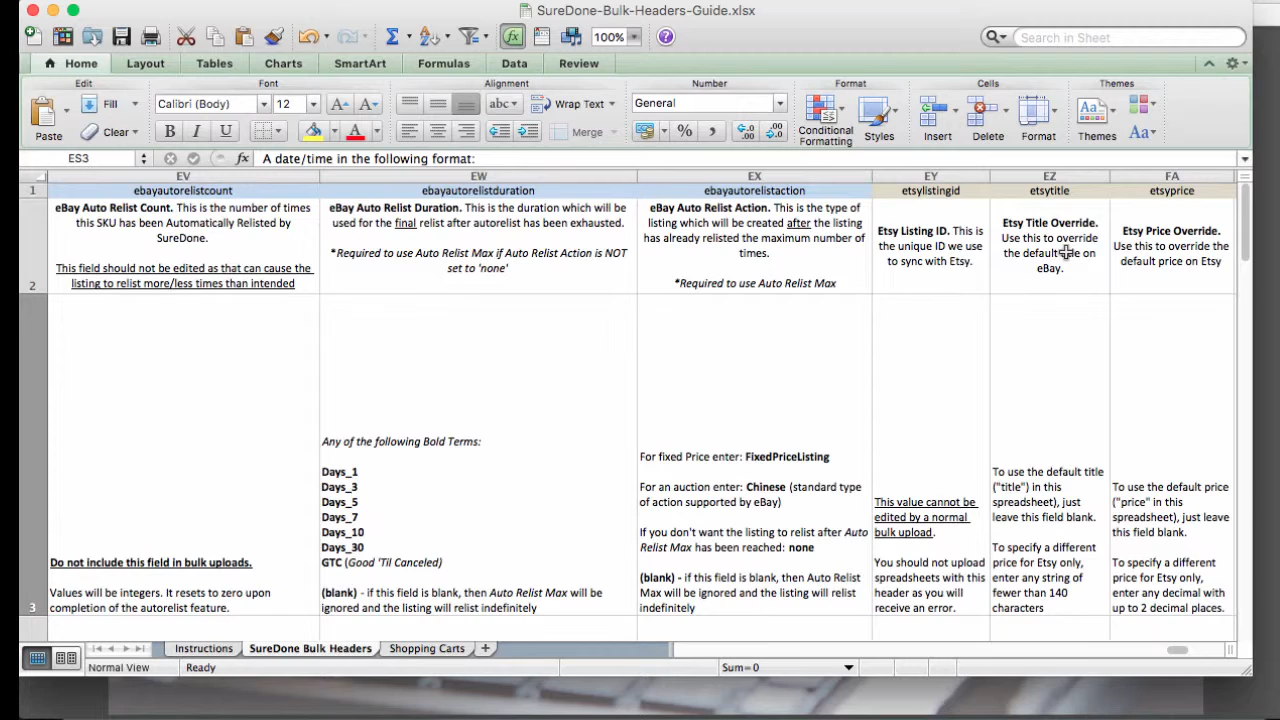 SureDone-Bulk-Headers-Guide.xlsx
100%
Search in Sheet
Home
Layout
Tables
Charts
SmartArt
Formulas
Data
Review
Edit
Font
Alignment
Number
Format
Cells
Themes
Paste
Fill
Clear
Calibri (Body)
12
A
A
B
I
U
A
abc
Wrap Text
Merge
General
%
Conditional
Formatting
Styles
Insert
Delete
Format
Themes
Aa
ES3
fx
A date/time in the following format:
EV
EW
EX
EY
EZ
FA
1
ebayautorelistcount
ebayautorelistduration
ebayautorelistaction
etsylistingid
etsytitle
etsyprice
2
eBay Auto Relist Count. This is the number of times
this SKU has been Automatically Relisted by
SureDone.
This field should not be edited as that can cause the
listing to relist more/less times than intended
eBay Auto Relist Duration. This is the duration which will be
used for the final relist after autorelist has been exhausted.
*Required to use Auto Relist Max if Auto Relist Action is NOT
set to 'none'
eBay Auto Relist Action. This is the type of
listing which will be created after the listing
has already relisted the maximum number of
times.
*Required to use Auto Relist Max
Etsy Listing ID. This is
the unique ID we use
to sync with Etsy.
Etsy Title Override.
Use this to override
the default title on
eBay.
Etsy Price Override.
Use this to override the
default price on Etsy
3
Do not include this field in bulk uploads.
Values will be integers. It resets to zero upon
completion of the autorelist feature.
Any of the following Bold Terms:
Days_1
Days_3
Days_5
Days_7
Days_10
Days_30
GTC (Good 'Til Canceled)
(blank) - if this field is blank, then Auto Relist Max will be
ignored and the listing will relist indefinitely
For fixed Price enter: FixedPriceListing
For an auction enter: Chinese (standard type
of action supported by eBay)
If you don't want the listing to relist after Auto
Relist Max has been reached: none
(blank) - if this field is blank, then Auto Relist
Max will be ignored and the listing will relist
indefinitely
This value cannot be
edited by a normal
bulk upload.
You should not upload
spreadsheets with this
header as you will
receive an error.
To use the default title
("title") in this
spreadsheet), just
leave this field blank.
To specify a different
price for Etsy only,
enter any string of
fewer than 140
characters
To use the default price
("price" in this
spreadsheet), just leave
this field blank.
To specify a different
price for Etsy only,
enter any decimal with
up to 2 decimal places.
Instructions
SureDone Bulk Headers
Shopping Carts
Normal View
Ready
Sum=0